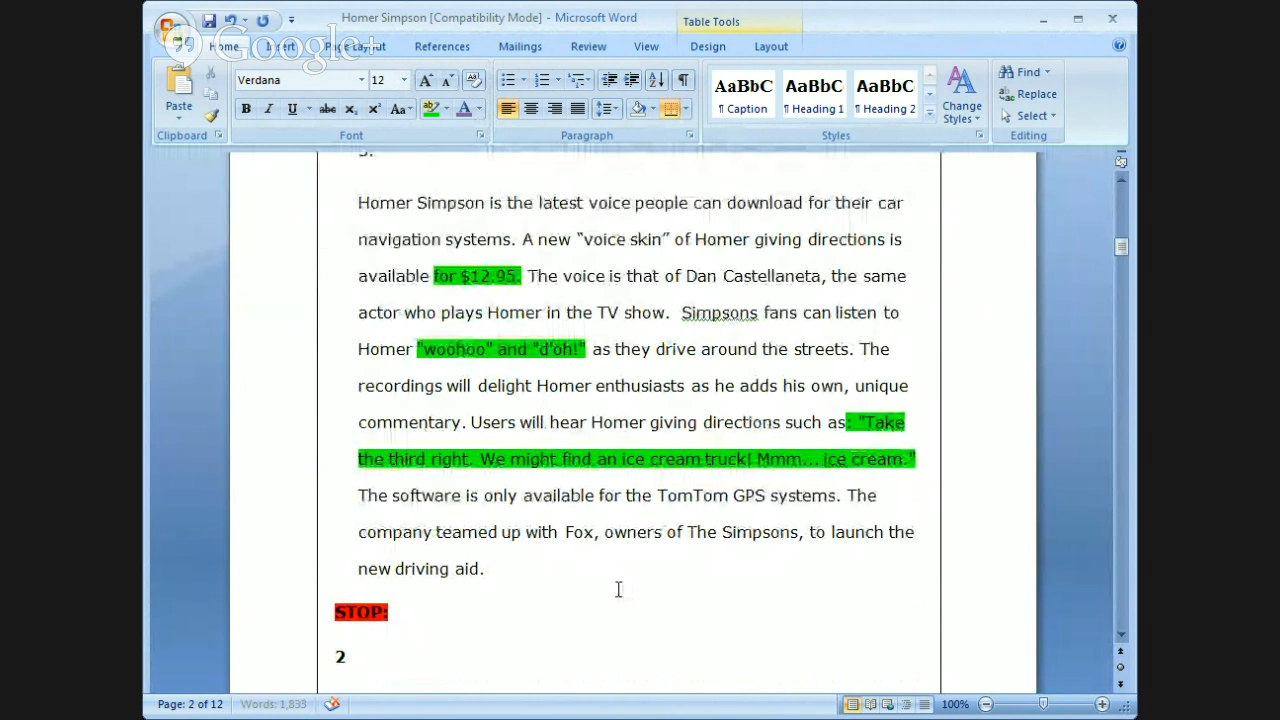 Homer Simpson [Compatibility Mode] - Microsoft Word
Table Tools
Google+
Home Insert Page Layout References Mailings Review View Design Layout
Verdana 12
Paste
B I U abc X₂ X² Aa A
AaBbC AaBbC AaBbC
¶ Caption ¶ Heading 1 ¶ Heading 2
Change Styles
Find
Replace
Select
Clipboard Font Paragraph Styles Editing
Homer Simpson is the latest voice people can download for their car
navigation systems. A new “voice skin” of Homer giving directions is
available for $12.95. The voice is that of Dan Castellaneta, the same
actor who plays Homer in the TV show.  Simpsons fans can listen to
Homer "woohoo" and "d'oh!" as they drive around the streets. The
recordings will delight Homer enthusiasts as he adds his own, unique
commentary. Users will hear Homer giving directions such as: "Take
the third right. We might find an ice cream truck! Mmm... ice cream."
The software is only available for the TomTom GPS systems. The
company teamed up with Fox, owners of The Simpsons, to launch the
new driving aid.
STOP:
2
Page: 2 of 12 Words: 1,833 100%